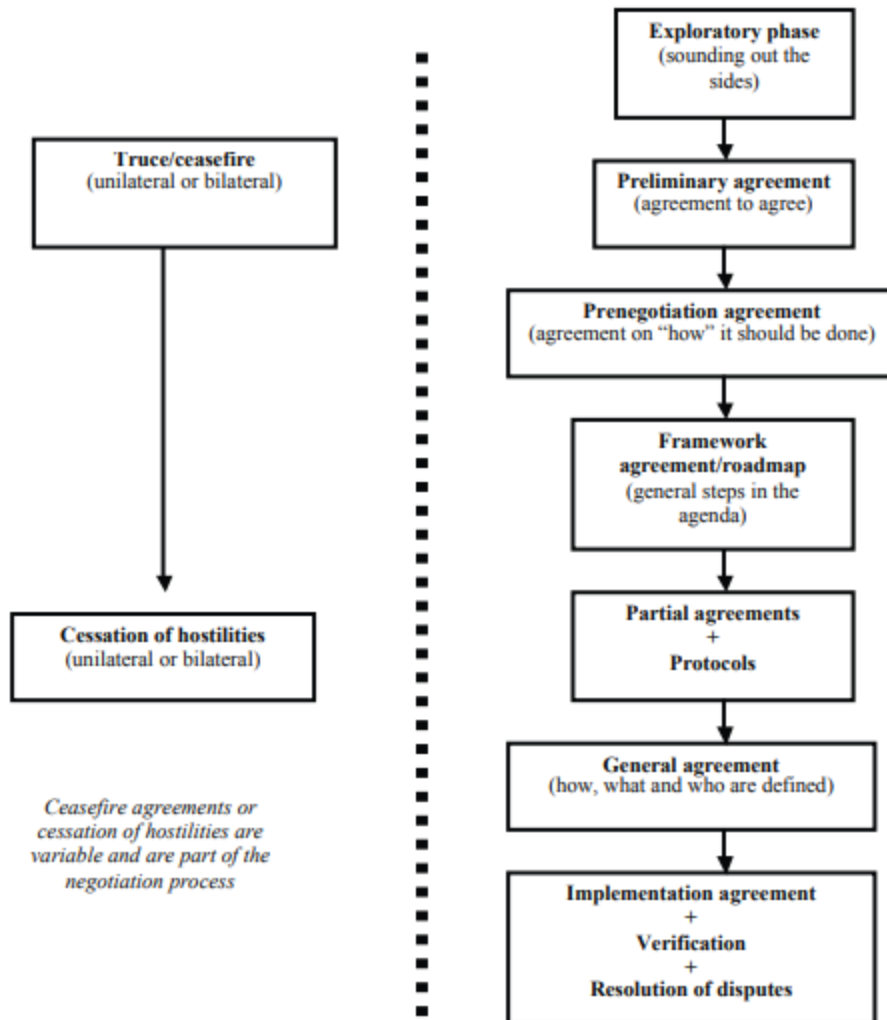 Truce/ceasefire
(unilateral or bilateral)
Cessation of hostilities
(unilateral or bilateral)
Ceasefire agreements or
cessation of hostilities are
variable and are part of the
negotiation process
Exploratory phase
(sounding out the
sides)
Preliminary agreement
(agreement to agree)
Prenegotiation agreement
(agreement on “how” it should be done)
Framework
agreement/roadmap
(general steps in the
agenda)
Partial agreements
+
Protocols
General agreement
(how, what and who are defined)
Implementation agreement
+
Verification
+
Resolution of disputes